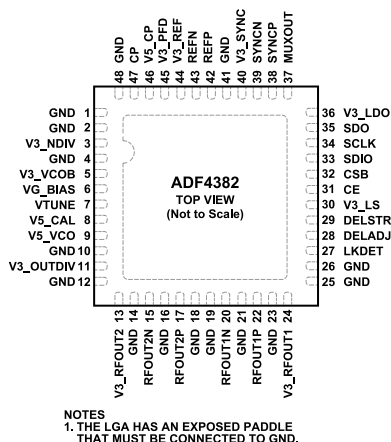 48 GND
47 CP
46 V5_CP
45 V3_PFD
44 V3_REF
43 REFN
42 REFP
41 GND
40 V3_SYNC
39 SYNCN
38 SYNCP
37 MUXOUT
GND 1
GND 2
V3_NDIV 3
GND 4
V3_VCOB 5
VG_BIAS 6
VTUNE 7
V5_CAL 8
V5_VCO 9
GND 10
V3_OUTDIV 11
GND 12
ADF4382
TOP VIEW
(Not to Scale)
36 V3_LDO
35 SDO
34 SCLK
33 SDIO
32 CSB
31 CE
30 V3_LS
29 DELSTR
28 DELADJ
27 LKDET
26 GND
25 GND
V3_RFOUT2 13
GND 14
RFOUT2N 15
GND 16
RFOUT2P 17
GND 18
GND 19
RFOUT1N 20
GND 21
RFOUT1P 22
GND 23
V3_RFOUT1 24
NOTES
1. THE LGA HAS AN EXPOSED PADDLE
THAT MUST BE CONNECTED TO GND.